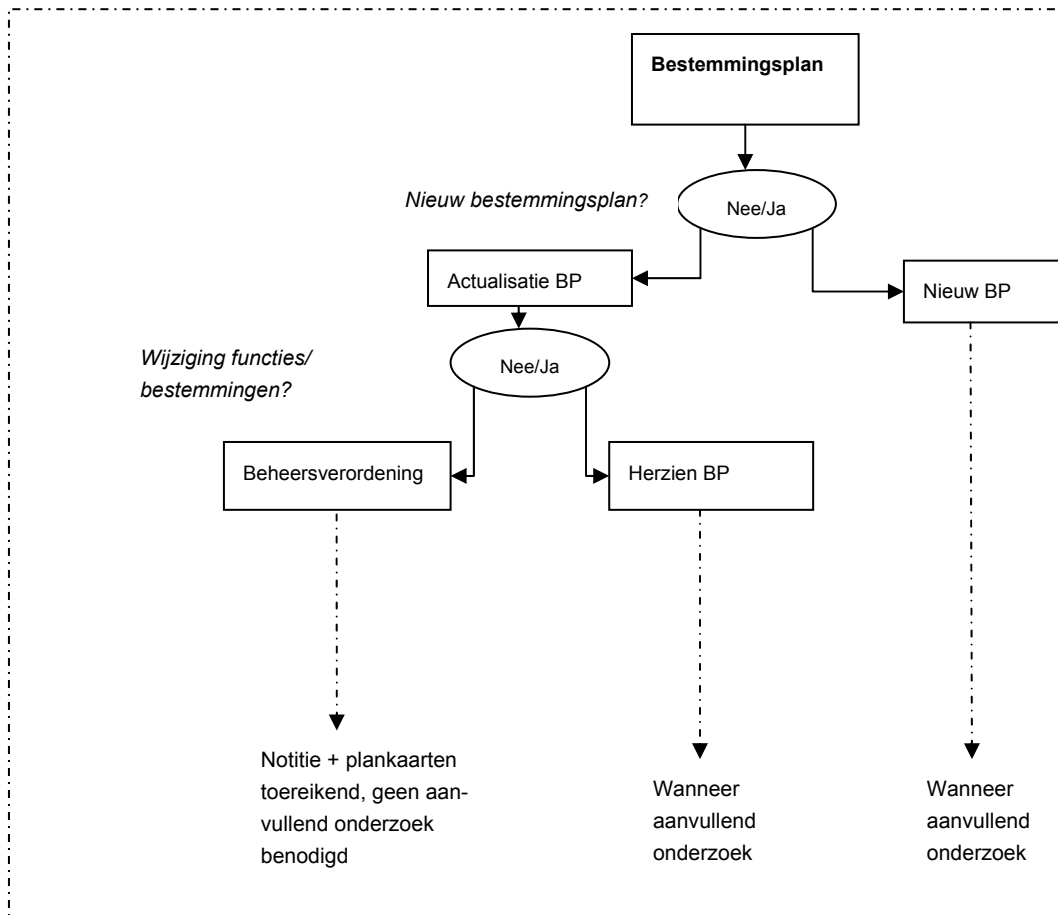 Bestemmingsplan
Nieuw bestemmingsplan?
Nee/Ja
Actualisatie BP
Nieuw BP
Wijziging functies/
bestemmingen?
Nee/Ja
Beheersverordening
Herzien BP
Notitie + plankaarten
toereikend, geen aan-
vullend onderzoek
benodigd
Wanneer
aanvullend
onderzoek
Wanneer
aanvullend
onderzoek